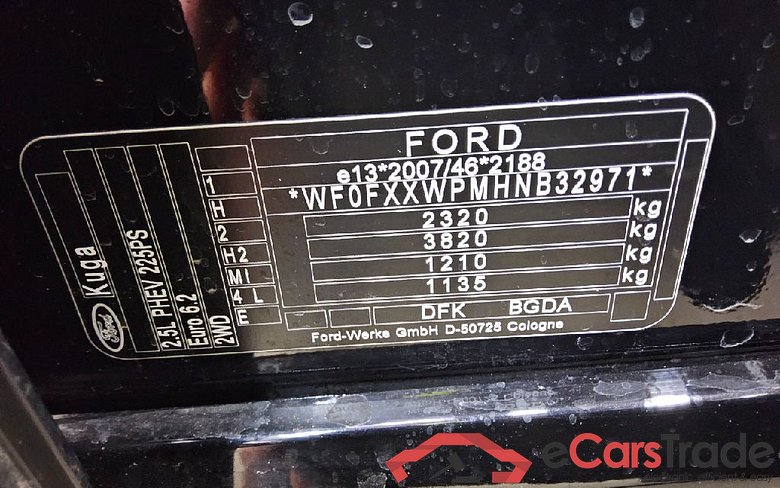 FORD
e13*2007/46*2188
*WF0FXXWPMHNB32971*
2320 kg
3820 kg
1210 kg
1135 kg
DFK BGDA
Ford-Werke GmbH D-50725 Cologne
Ford Kuga
2.5L PHEV 225PS
Euro 6.2
2WD
1
H
2
H2
MI
4 L
E
eCarsTrade